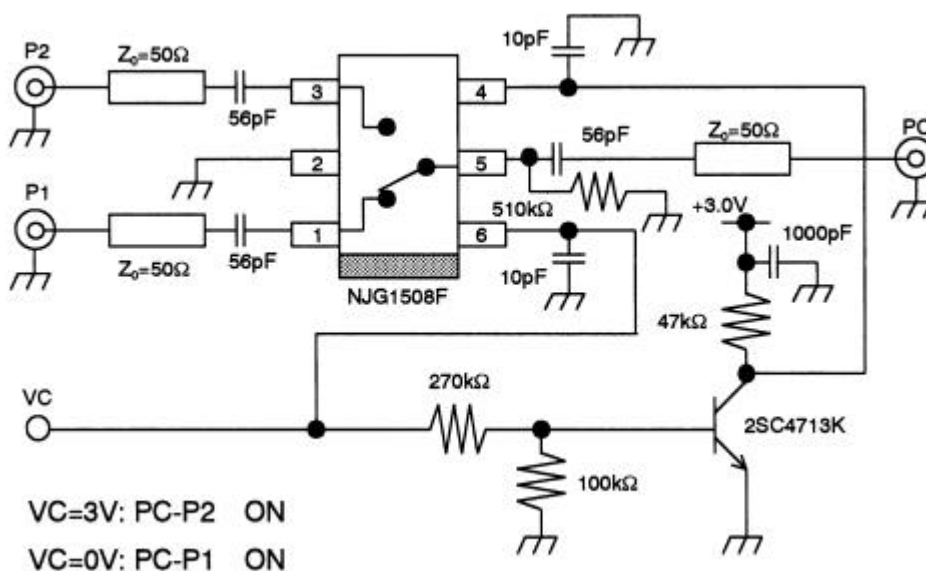 P2
Z₀=50Ω
56pF
3
4
10pF
2
5
56pF
Z₀=50Ω
PC
P1
Z₀=50Ω
56pF
1
6
510kΩ
10pF
NJG1508F
+3.0V
1000pF
47kΩ
VC
270kΩ
100kΩ
2SC4713K
VC=3V: PC-P2 ON
VC=0V: PC-P1 ON